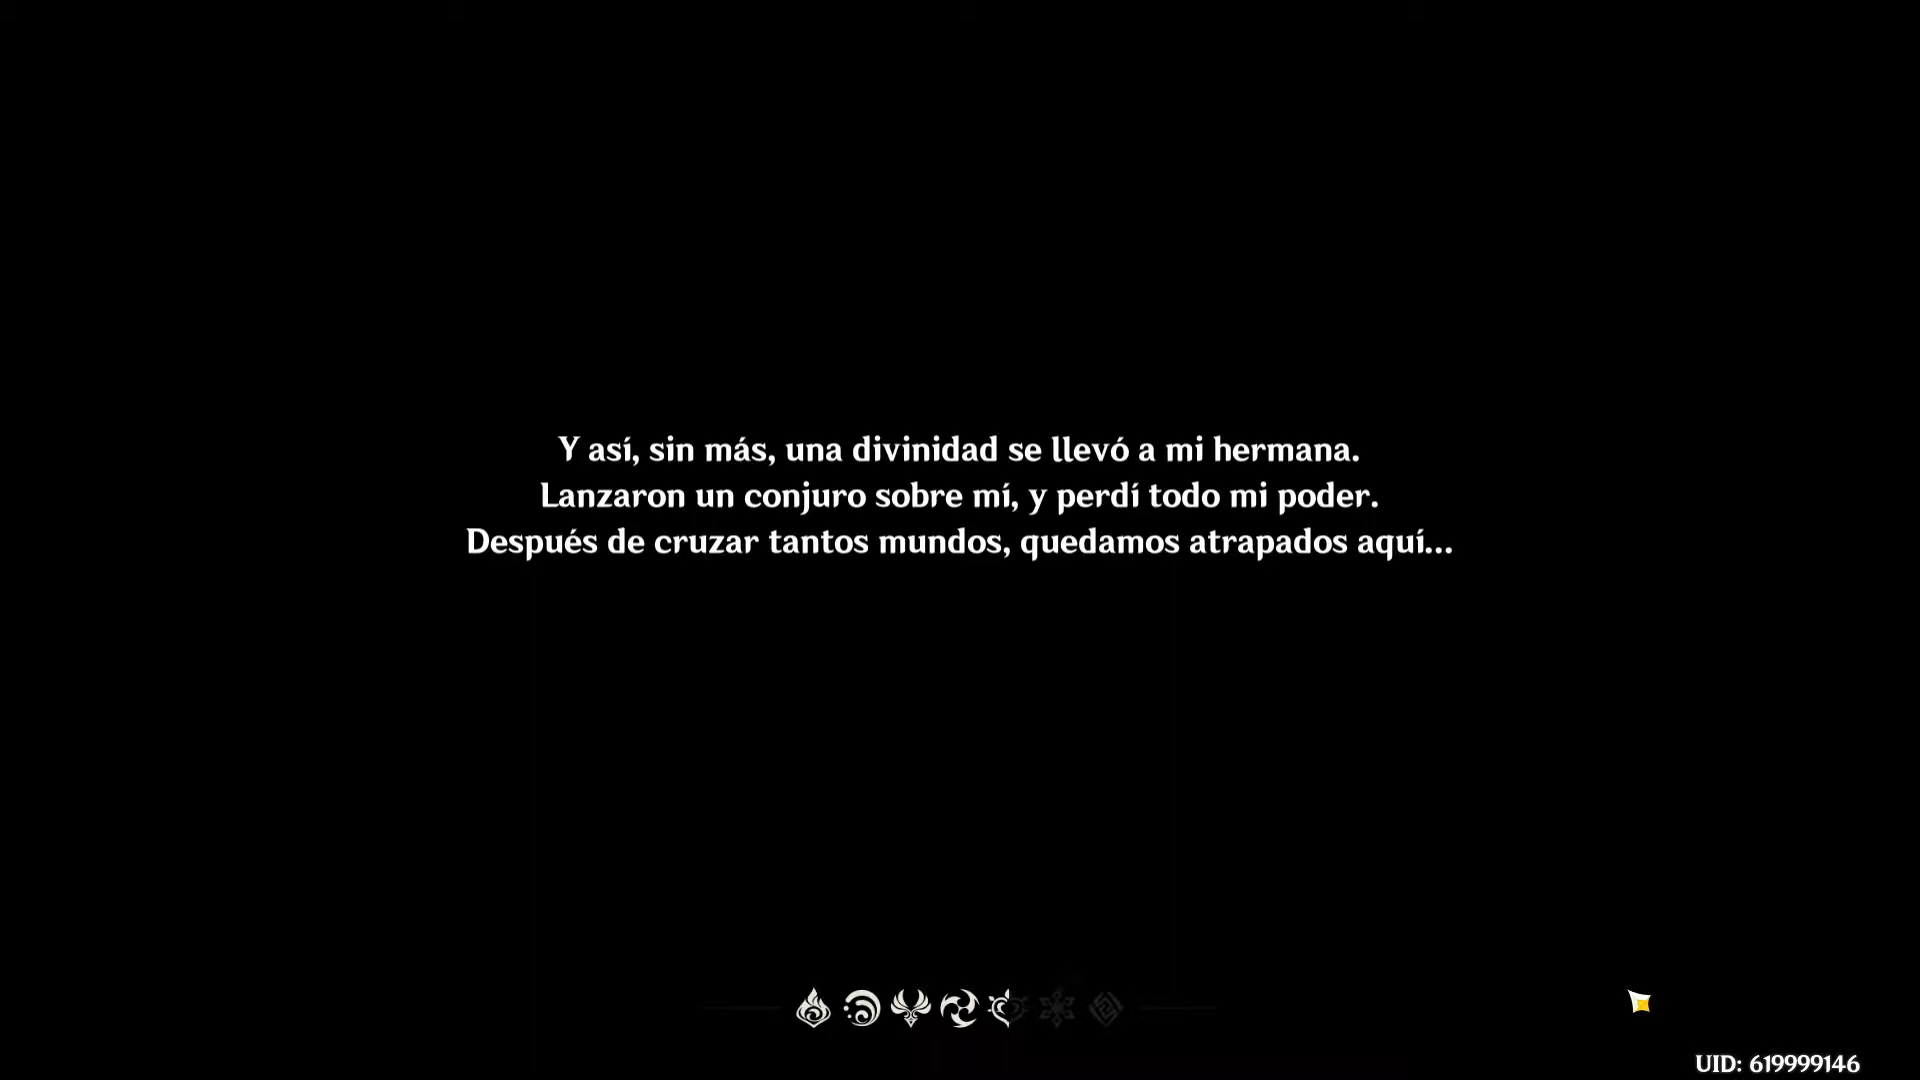 Y así, sin más, una divinidad se llevó a mi hermana.
Lanzaron un conjuro sobre mí, y perdí todo mi poder.
Después de cruzar tantos mundos, quedamos atrapados aquí...
UID: 619999146